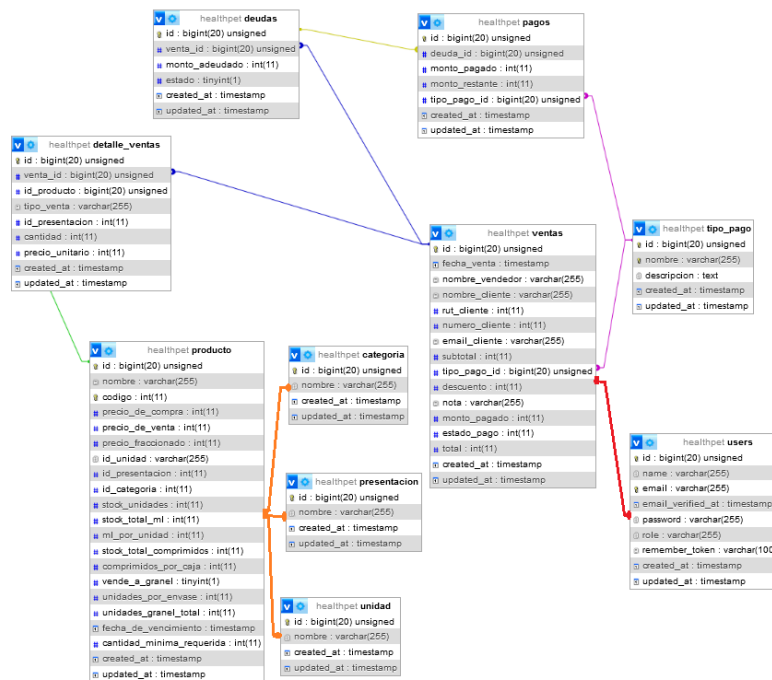 healthpet deudas
id : bigint(20) unsigned
venta_id : bigint(20) unsigned
monto_adeudado : int(11)
estado : tinyint(1)
created_at : timestamp
updated_at : timestamp
healthpet pagos
id : bigint(20) unsigned
deuda_id : bigint(20) unsigned
monto_pagado : int(11)
monto_restante : int(11)
tipo_pago_id : bigint(20) unsigned
created_at : timestamp
updated_at : timestamp
healthpet detalle_ventas
id : bigint(20) unsigned
venta_id : bigint(20) unsigned
id_producto : bigint(20) unsigned
tipo_venta : varchar(255)
id_presentacion : int(11)
cantidad : int(11)
precio_unitario : int(11)
created_at : timestamp
updated_at : timestamp
healthpet ventas
id : bigint(20) unsigned
fecha_venta : timestamp
nombre_vendedor : varchar(255)
nombre_cliente : varchar(255)
rut_cliente : int(11)
numero_cliente : int(11)
email_cliente : varchar(255)
subtotal : int(11)
tipo_pago_id : bigint(20) unsigned
descuento : int(11)
nota : varchar(255)
monto_pagado : int(11)
estado_pago : int(11)
total : int(11)
created_at : timestamp
updated_at : timestamp
healthpet tipo_pago
id : bigint(20) unsigned
nombre : varchar(255)
descripcion : text
created_at : timestamp
updated_at : timestamp
healthpet producto
id : bigint(20) unsigned
nombre : varchar(255)
codigo : int(11)
precio_de_compra : int(11)
precio_de_venta : int(11)
precio_fraccionado : int(11)
id_unidad : varchar(255)
id_presentacion : int(11)
id_categoria : int(11)
stock_unidades : int(11)
stock_total_ml : int(11)
ml_por_unidad : int(11)
stock_total_comprimidos : int(11)
comprimidos_por_caja : int(11)
vende_a_granel : tinyint(1)
unidades_por_envase : int(11)
unidades_granel_total : int(11)
fecha_de_vencimiento : timestamp
cantidad_minima_requerida : int(11)
created_at : timestamp
updated_at : timestamp
healthpet categoria
id : bigint(20) unsigned
nombre : varchar(255)
created_at : timestamp
updated_at : timestamp
healthpet presentacion
id : bigint(20) unsigned
nombre : varchar(255)
created_at : timestamp
updated_at : timestamp
healthpet unidad
id : bigint(20) unsigned
nombre : varchar(255)
created_at : timestamp
updated_at : timestamp
healthpet users
id : bigint(20) unsigned
name : varchar(255)
email : varchar(255)
email_verified_at : timestamp
password : varchar(255)
role : varchar(255)
remember_token : varchar(100
created_at : timestamp
updated_at : timestamp